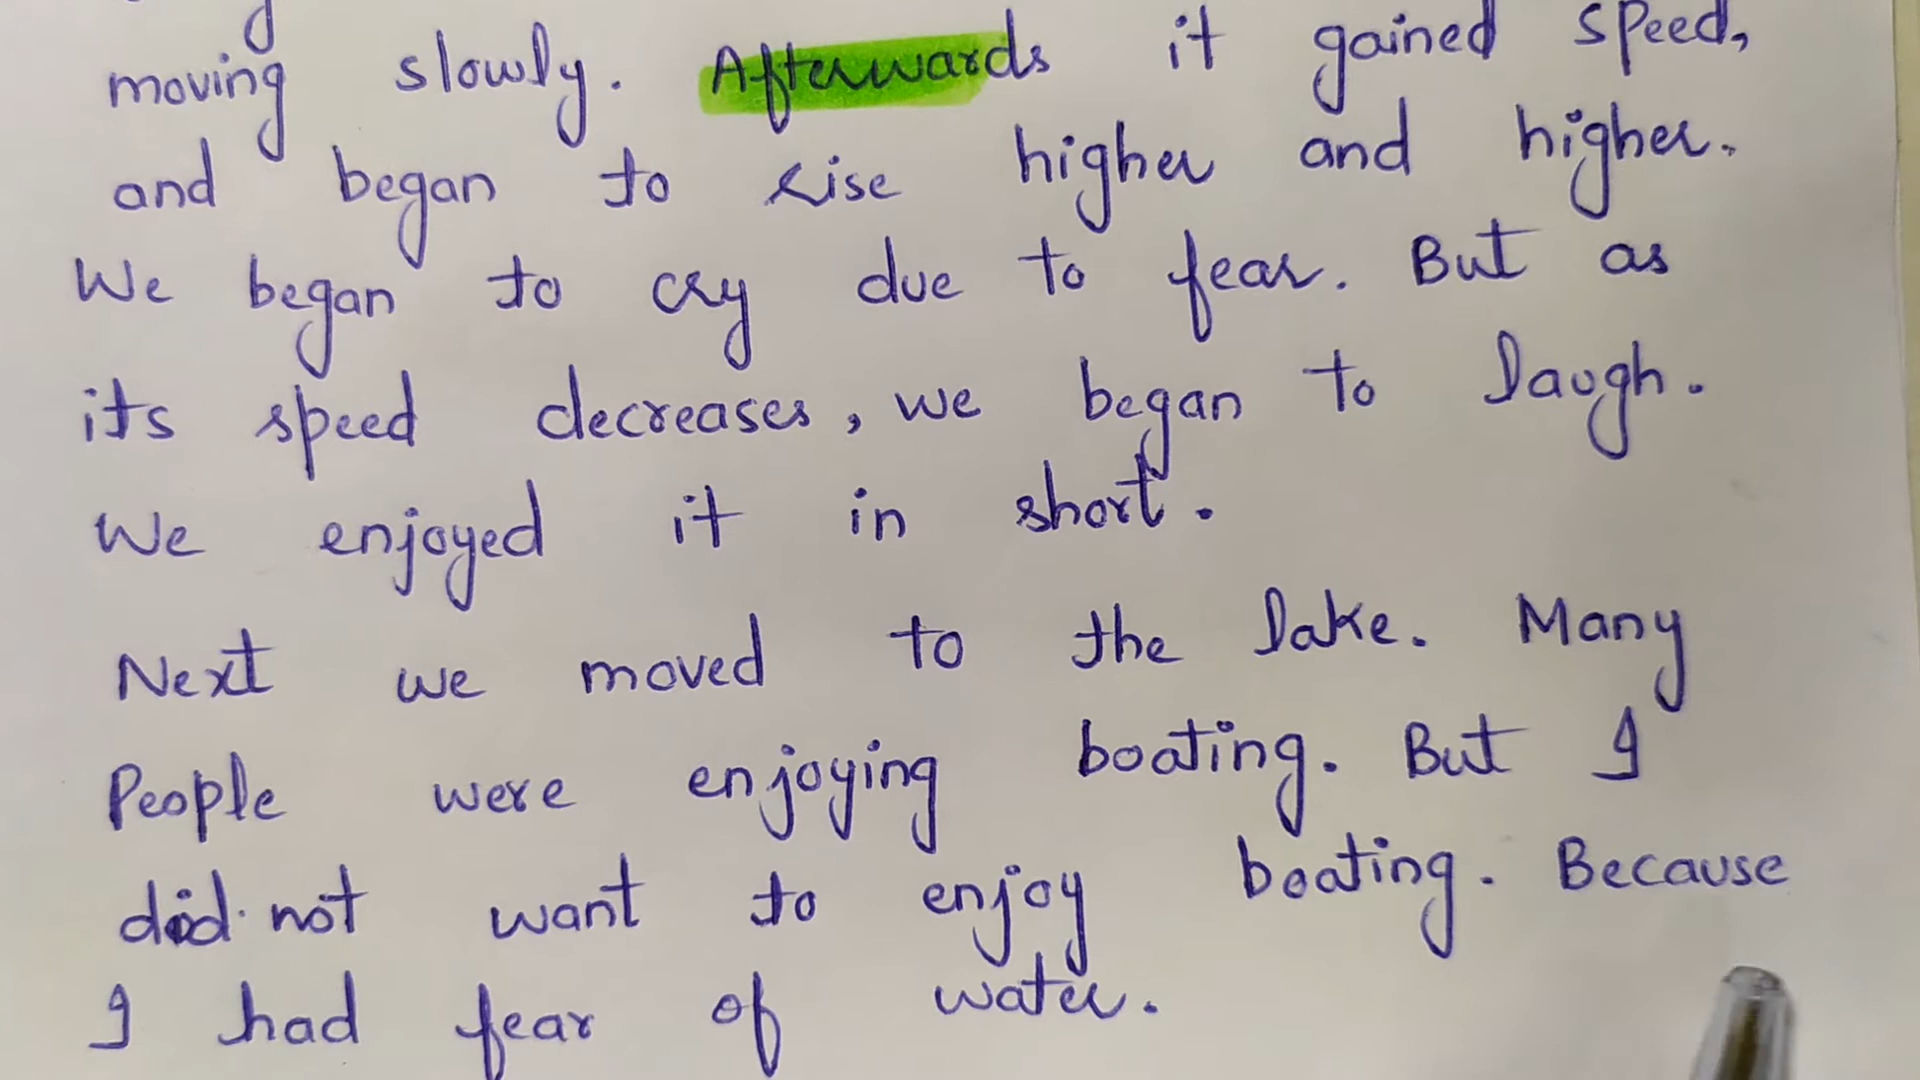 moving slowly. Afterwards it gained speed,
and began to rise higher and higher.
We began to cry due to fear. But as
its speed decreases, we began to laugh.
We enjoyed it in short.
Next we moved to the lake. Many
People were enjoying boating. But I
did not want to enjoy boating. Because
I had fear of water.